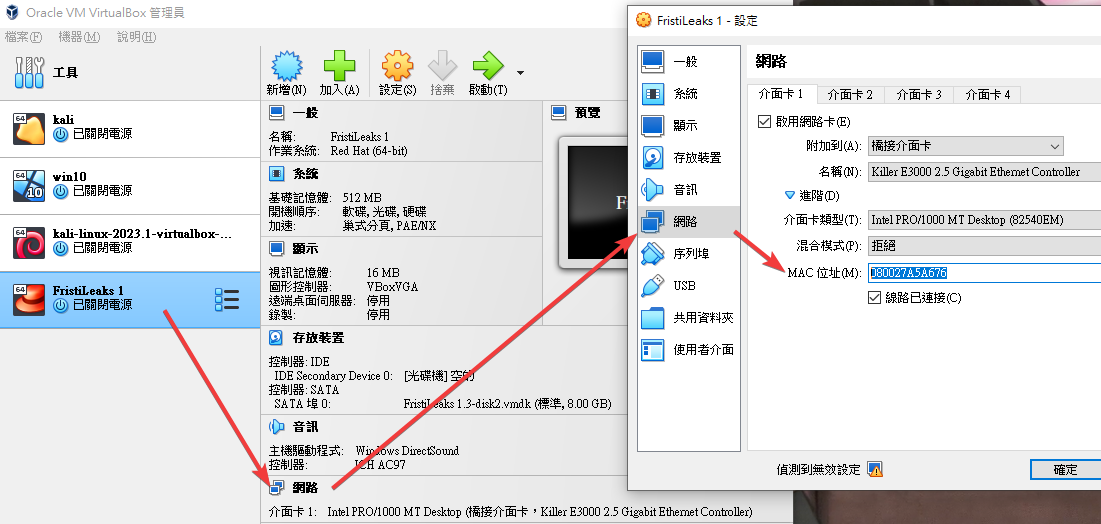 Oracle VM VirtualBox 管理員
檔案(F) 機器(M) 說明(H)
工具
新增(N) 加入(A) 設定(S) 捨棄 啟動(T)
64 kali
已關閉電源
64 10 win10
已關閉電源
64 kali-linux-2023.1-virtualbox-...
已關閉電源
64 FristiLeaks 1
已關閉電源
一般
名稱: FristiLeaks 1
作業系統: Red Hat (64-bit)
系統
基礎記憶體: 512 MB
開機順序: 軟碟, 光碟, 硬碟
加速: 巢式分頁, PAE/NX
顯示
視訊記憶體: 16 MB
圖形控制器: VBoxVGA
遠端桌面伺服器: 停用
錄製: 停用
存放裝置
控制器: IDE
IDE Secondary Device 0: [光碟機] 空的
控制器: SATA
SATA 埠 0: FristiLeaks 1.3-disk2.vmdk (標準, 8.00 GB)
音訊
主機驅動程式: Windows DirectSound
控制器: ICH AC97
網路
介面卡 1: Intel PRO/1000 MT Desktop (橋接介面卡，Killer E3000 2.5 Gigabit Ethernet Controller)
預覽
FristiLeaks 1 - 設定
一般
系統
顯示
存放裝置
音訊
網路
序列埠
USB
共用資料夾
使用者介面
網路
介面卡 1 介面卡 2 介面卡 3 介面卡 4
啟用網路卡(E)
附加到(A): 橋接介面卡
名稱(N): Killer E3000 2.5 Gigabit Ethernet Controller
進階(D)
介面卡類型(T): Intel PRO/1000 MT Desktop (82540EM)
混合模式(P): 拒絕
MAC 位址(M): 080027A5A676
線路已連接(C)
偵測到無效設定
確定